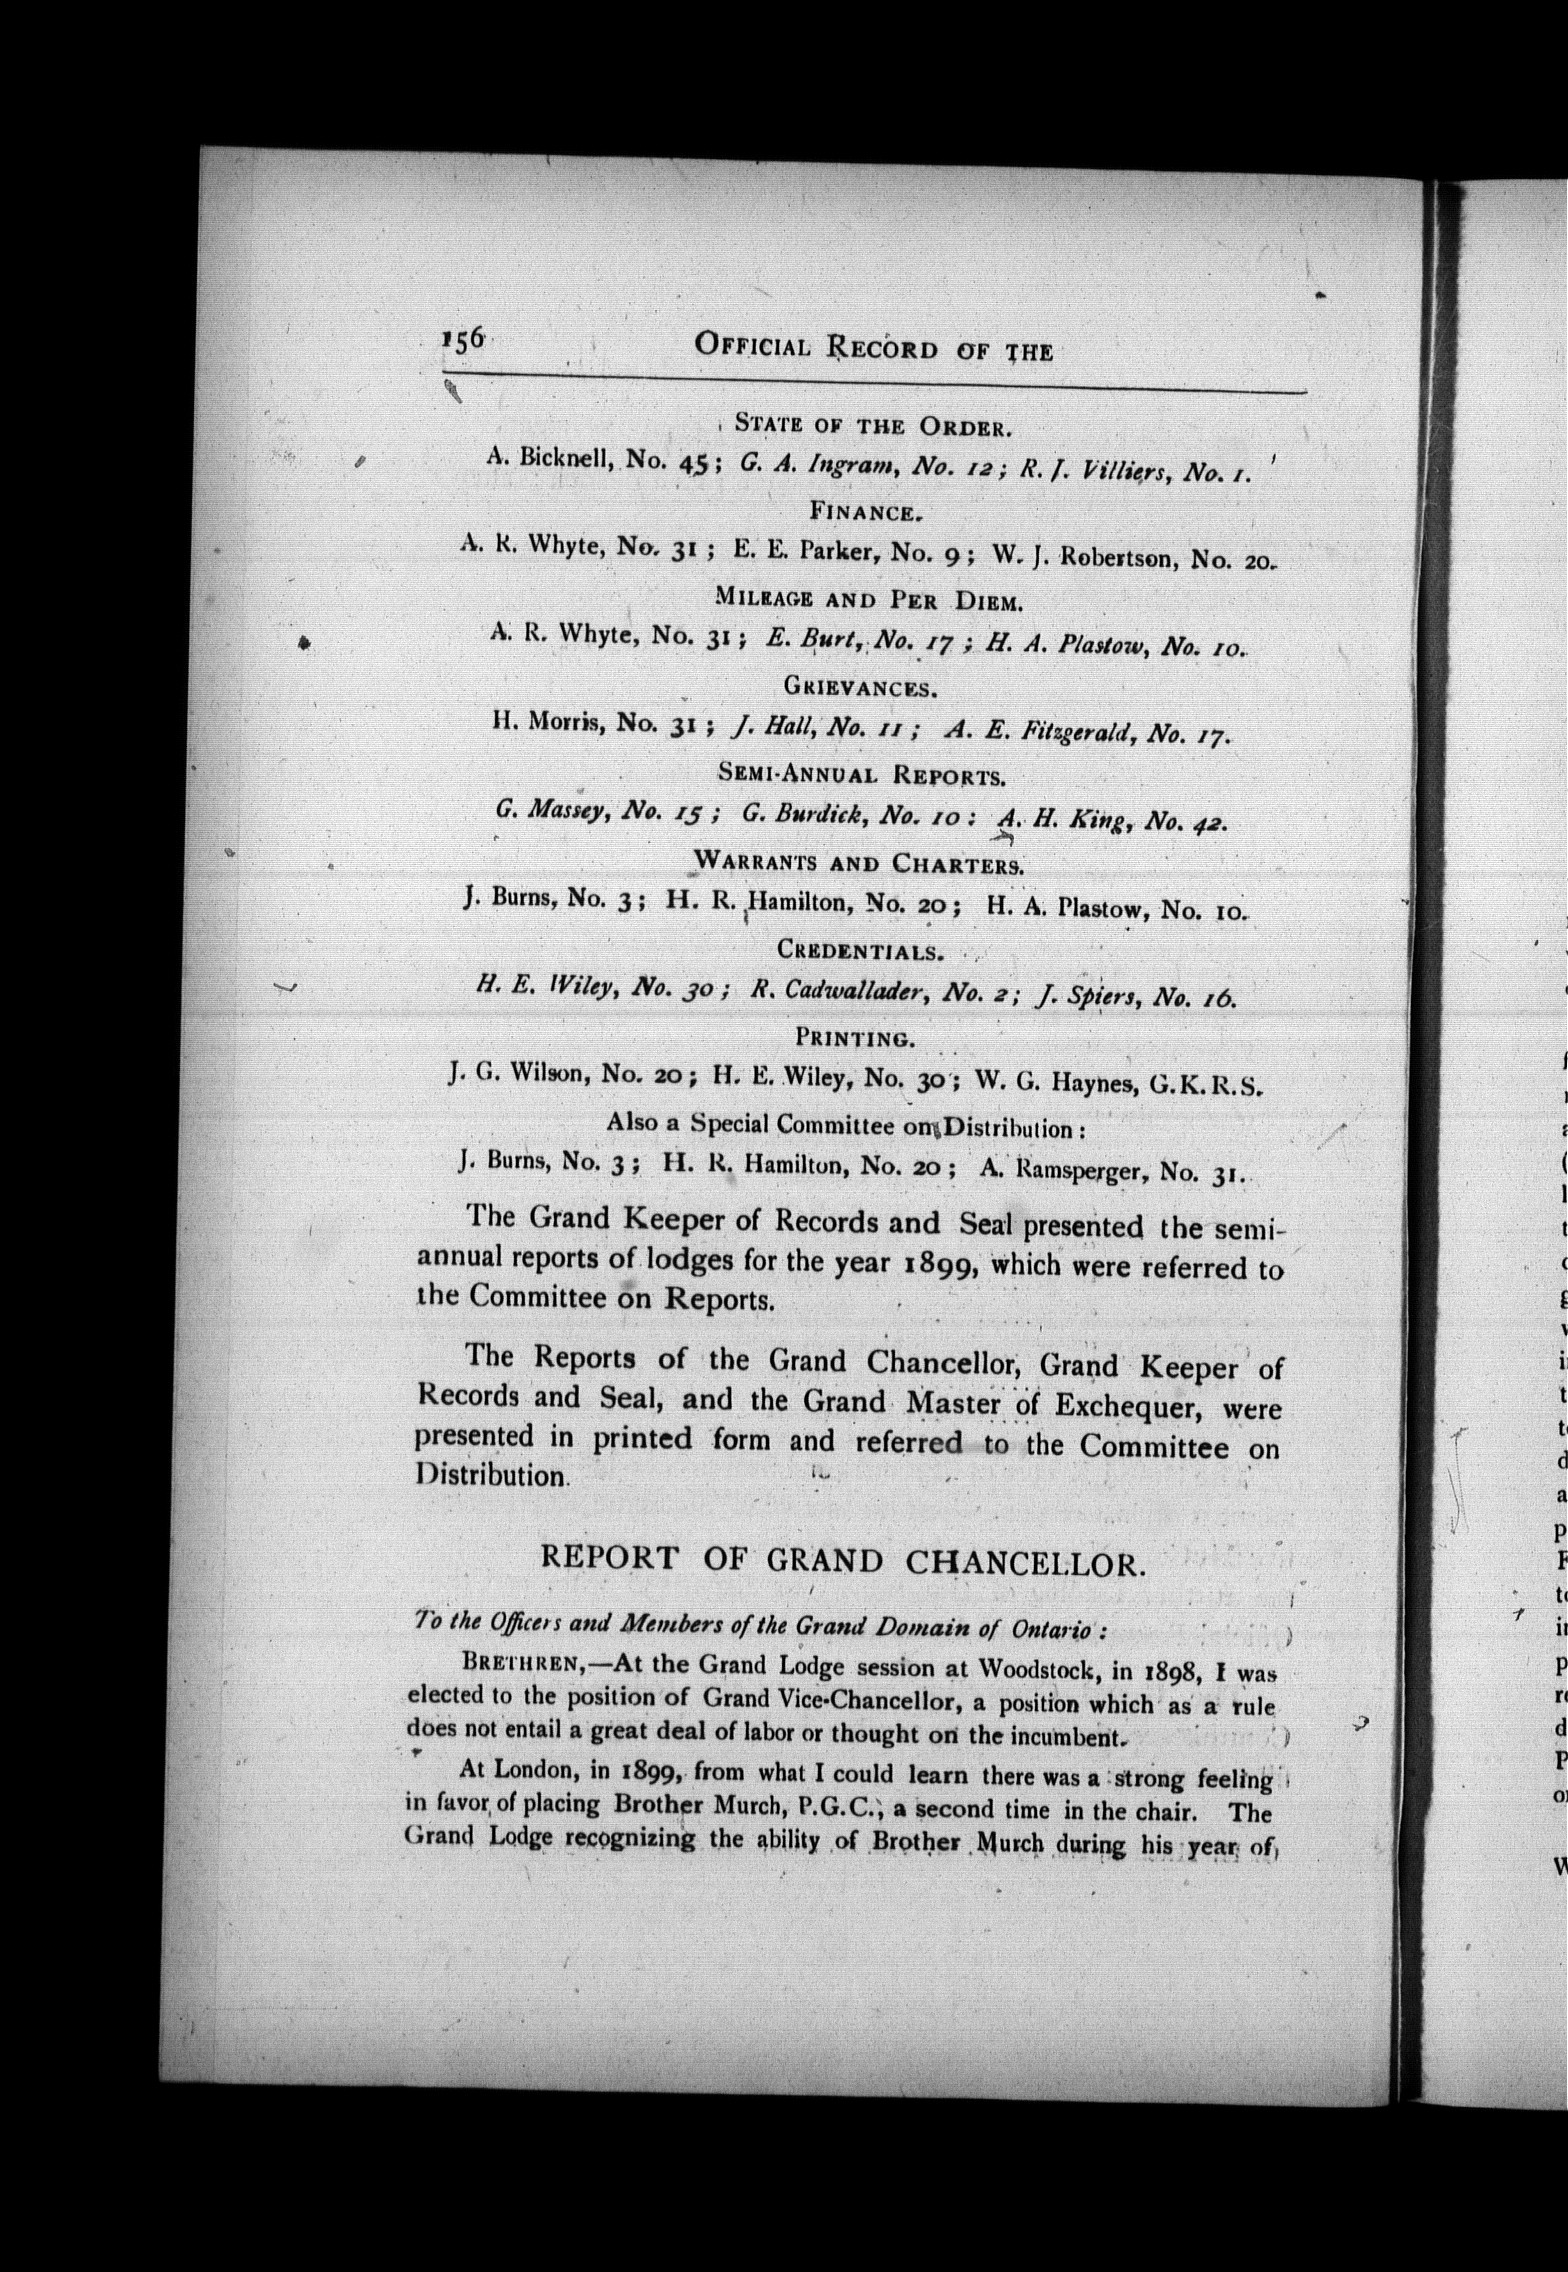 156 OFFICIAL RECORD OF THE
STATE OF THE ORDER.
A. Bicknell, No. 45; G. A. Ingram, No. 12; R. J. Villiers, No. 1.
FINANCE.
A. R. Whyte, No. 31; E. E. Parker, No. 9; W. J. Robertson, No. 20.
MILEAGE AND PER DIEM.
A. R. Whyte, No. 31; E. Burt, No. 17; H. A. Plastow, No. 10.
GRIEVANCES.
H. Morris, No. 31; J. Hall, No. 11; A. E. Fitzgerald, No. 17.
SEMI-ANNUAL REPORTS.
G. Massey, No. 15; G. Burdick, No. 10: A. H. King, No. 42.
WARRANTS AND CHARTERS.
J. Burns, No. 3; H. R. Hamilton, No. 20; H. A. Plastow, No. 10.
CREDENTIALS.
H. E. Wiley, No. 30; R. Cadwallader, No. 2; J. Spiers, No. 16.
PRINTING.
J. G. Wilson, No. 20; H. E. Wiley, No. 30; W. G. Haynes, G.K.R.S.
Also a Special Committee on Distribution:
J. Burns, No. 3; H. R. Hamilton, No. 20; A. Ramsperger, No. 31.
The Grand Keeper of Records and Seal presented the semi-
annual reports of lodges for the year 1899, which were referred to
the Committee on Reports.
The Reports of the Grand Chancellor, Grand Keeper of
Records and Seal, and the Grand Master of Exchequer, were
presented in printed form and referred to the Committee on
Distribution.
REPORT OF GRAND CHANCELLOR.
To the Officers and Members of the Grand Domain of Ontario:
BRETHREN,—At the Grand Lodge session at Woodstock, in 1898, I was
elected to the position of Grand Vice-Chancellor, a position which as a rule
does not entail a great deal of labor or thought on the incumbent.
At London, in 1899, from what I could learn there was a strong feeling
in favor of placing Brother Murch, P.G.C., a second time in the chair. The
Grand Lodge recognizing the ability of Brother Murch during his year of